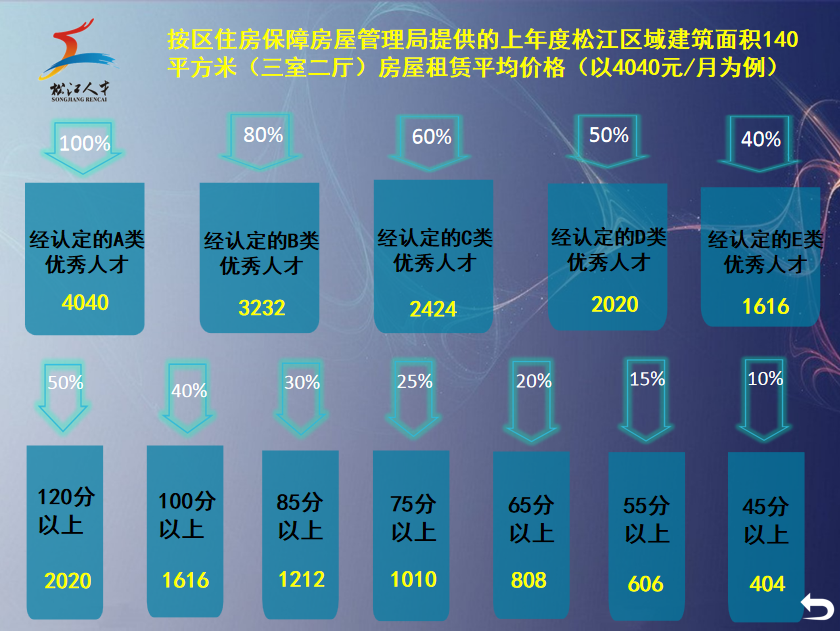 松江人才
SONGJIANG RENCAI
按区住房保障房屋管理局提供的上年度松江区域建筑面积140
平方米（三室二厅）房屋租赁平均价格（以4040元/月为例）
100%
80%
60%
50%
40%
经认定的A类
优秀人才
4040
经认定的B类
优秀人才
3232
经认定的C类
优秀人才
2424
经认定的D类
优秀人才
2020
经认定的E类
优秀人才
1616
50%
40%
30%
25%
20%
15%
10%
120分
以上
2020
100分
以上
1616
85分
以上
1212
75分
以上
1010
65分
以上
808
55分
以上
606
45分
以上
404